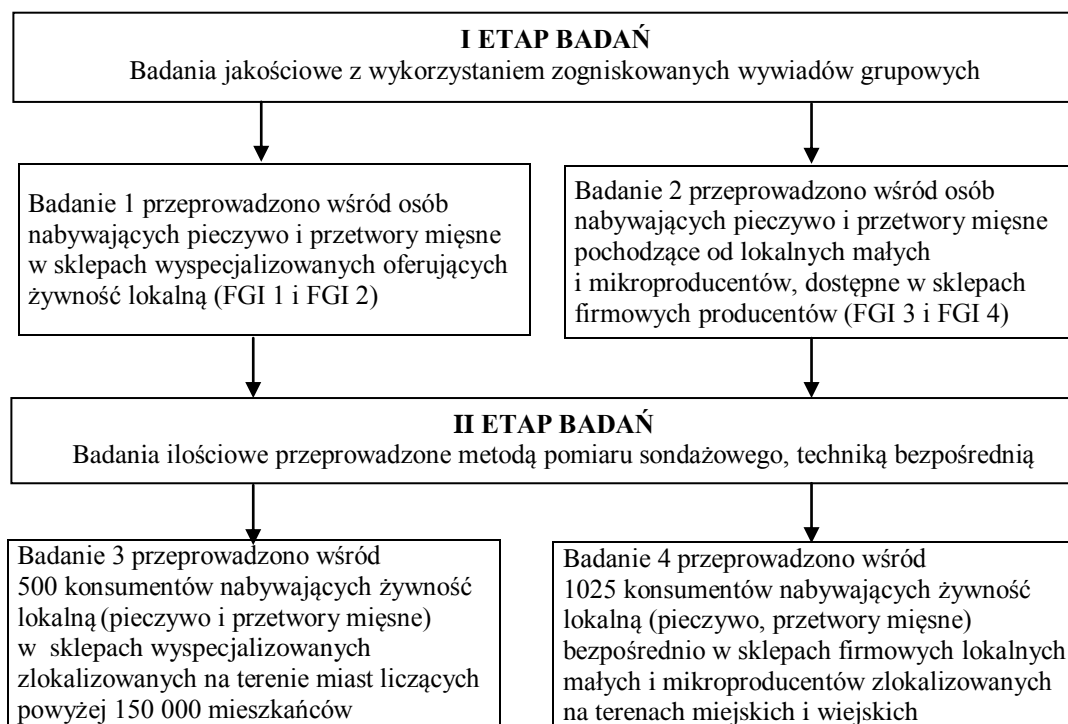 I ETAP BADAŃ
Badania jakościowe z wykorzystaniem zogniskowanych wywiadów grupowych
Badanie 1 przeprowadzono wśród osób
nabywających pieczywo i przetwory mięsne
w sklepach wyspecjalizowanych oferujących
żywność lokalną (FGI 1 i FGI 2)
Badanie 2 przeprowadzono wśród osób
nabywających pieczywo i przetwory mięsne
pochodzące od lokalnych małych
i mikroproducentów, dostępne w sklepach
firmowych producentów (FGI 3 i FGI 4)
II ETAP BADAŃ
Badania ilościowe przeprowadzone metodą pomiaru sondażowego, techniką bezpośrednią
Badanie 3 przeprowadzono wśród
500 konsumentów nabywających żywność
lokalną (pieczywo i przetwory mięsne)
w sklepach wyspecjalizowanych
zlokalizowanych na terenie miast liczących
powyżej 150 000 mieszkańców
Badanie 4 przeprowadzono wśród
1025 konsumentów nabywających żywność
lokalną (pieczywo, przetwory mięsne)
bezpośrednio w sklepach firmowych lokalnych
małych i mikroproducentów zlokalizowanych
na terenach miejskich i wiejskich